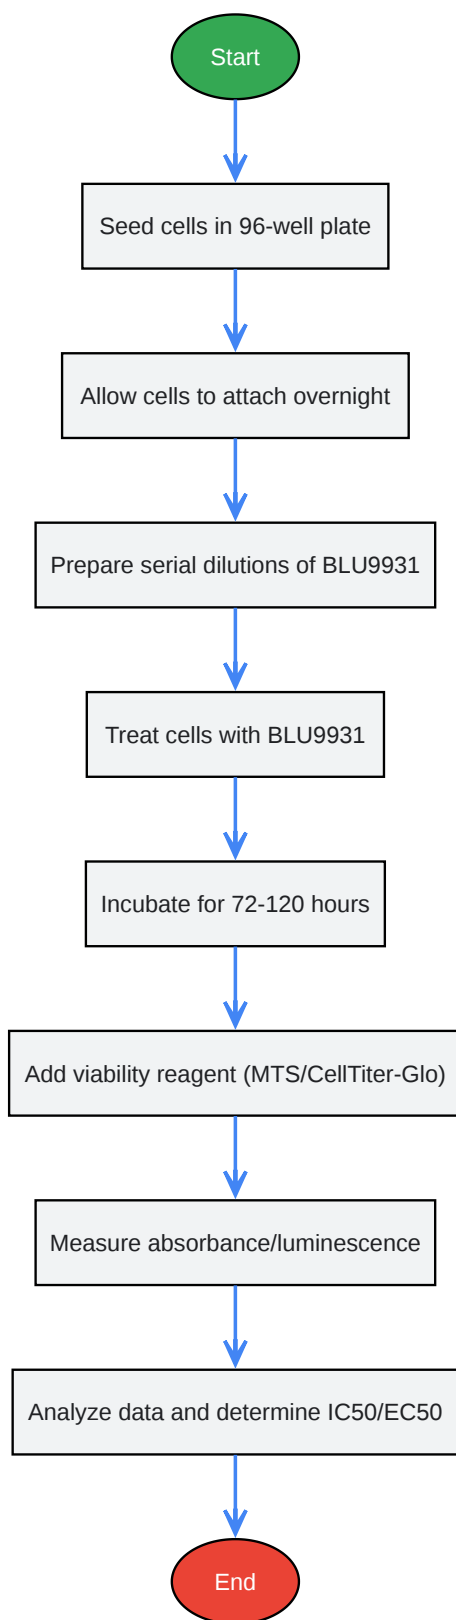 Start
Seed cells in 96-well plate
Allow cells to attach overnight
Prepare serial dilutions of BLU9931
Treat cells with BLU9931
Incubate for 72-120 hours
Add viability reagent (MTS/CellTiter-Glo)
Measure absorbance/luminescence
Analyze data and determine IC50/EC50
End